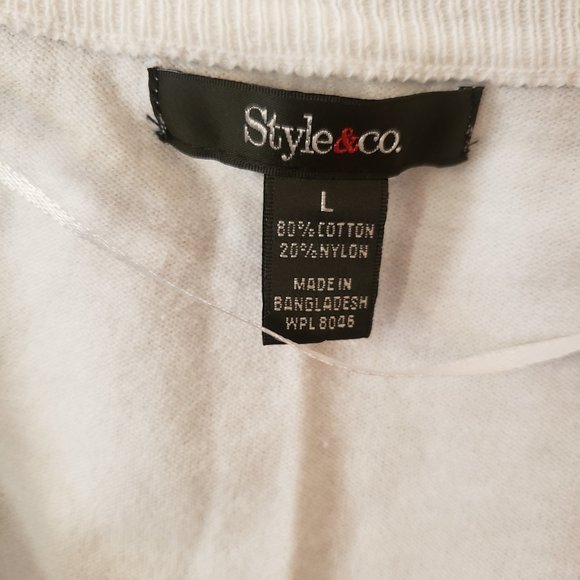 Style&co.
L
80% COTTON
20% NYLON
MADE IN
BANGLADESH
WPL 8046